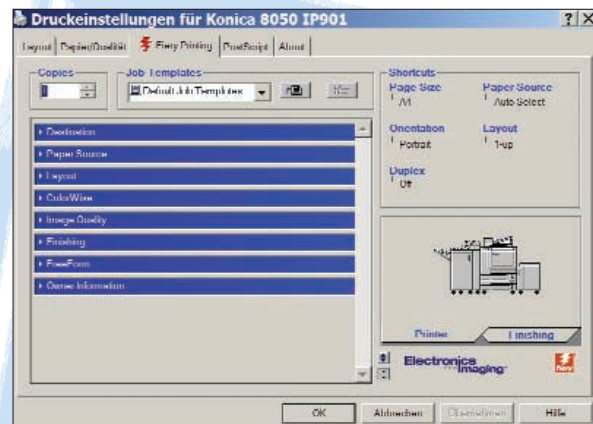 Druckeinstellungen für Konica 8050 IP901
Layout Papier/Qualität Fiery Printing PostScript About
Copies
Job Templates
Default Job Templates
Shortcuts
Page Size
Paper Source
Auto Select
Orientation
Portrait
Layout
1-up
Duplex
Off
Destination
Paper Source
Layout
ColorWise
Image Quality
Finishing
FreeForm
Owner Information
Printer Finishing
Electronics
Imaging
OK Abbrechen Übernehmen Hilfe